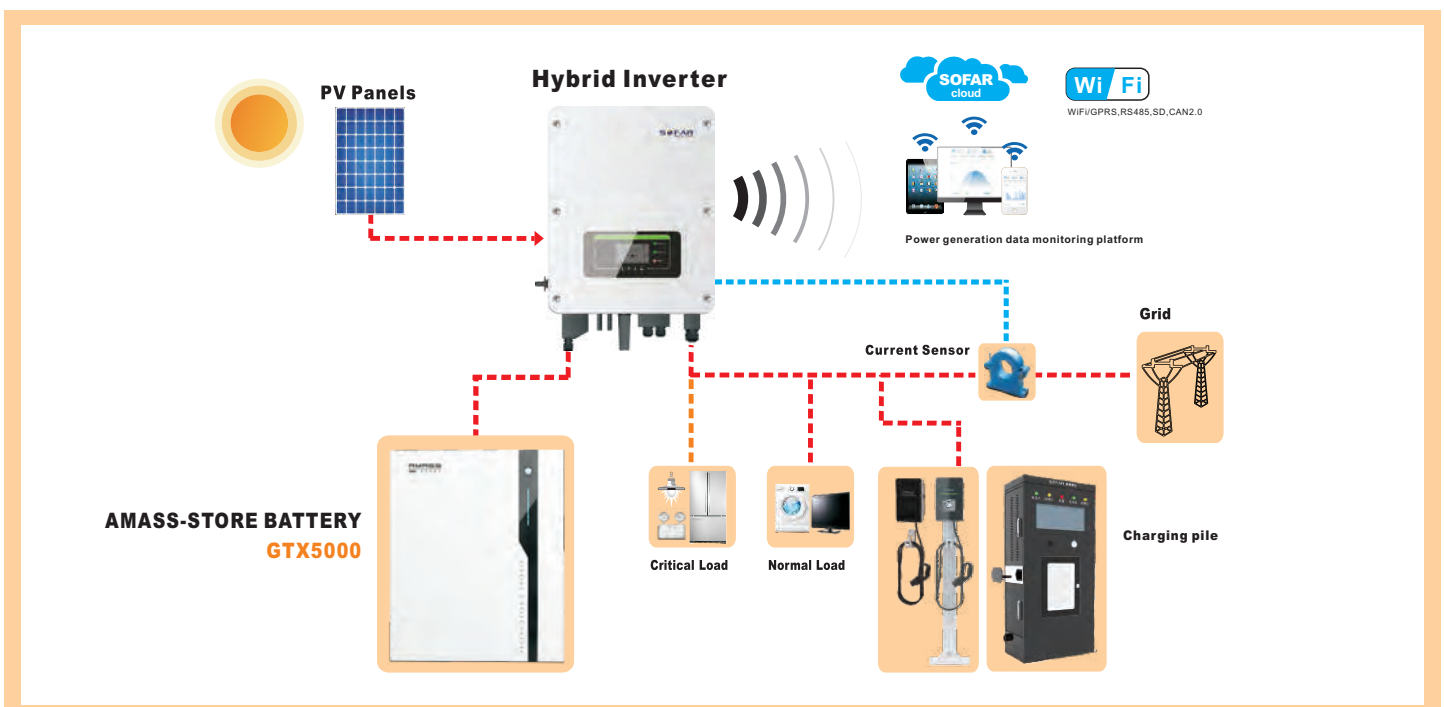 Hybrid Inverter
PV Panels
SOFAR
SOFAR
cloud
Wi Fi
WiFi/GPRS,RS485,SD,CAN2.0
Power generation data monitoring platform
Grid
Current Sensor
AMASS-STORE BATTERY
GTX5000
Critical Load
Normal Load
Charging pile